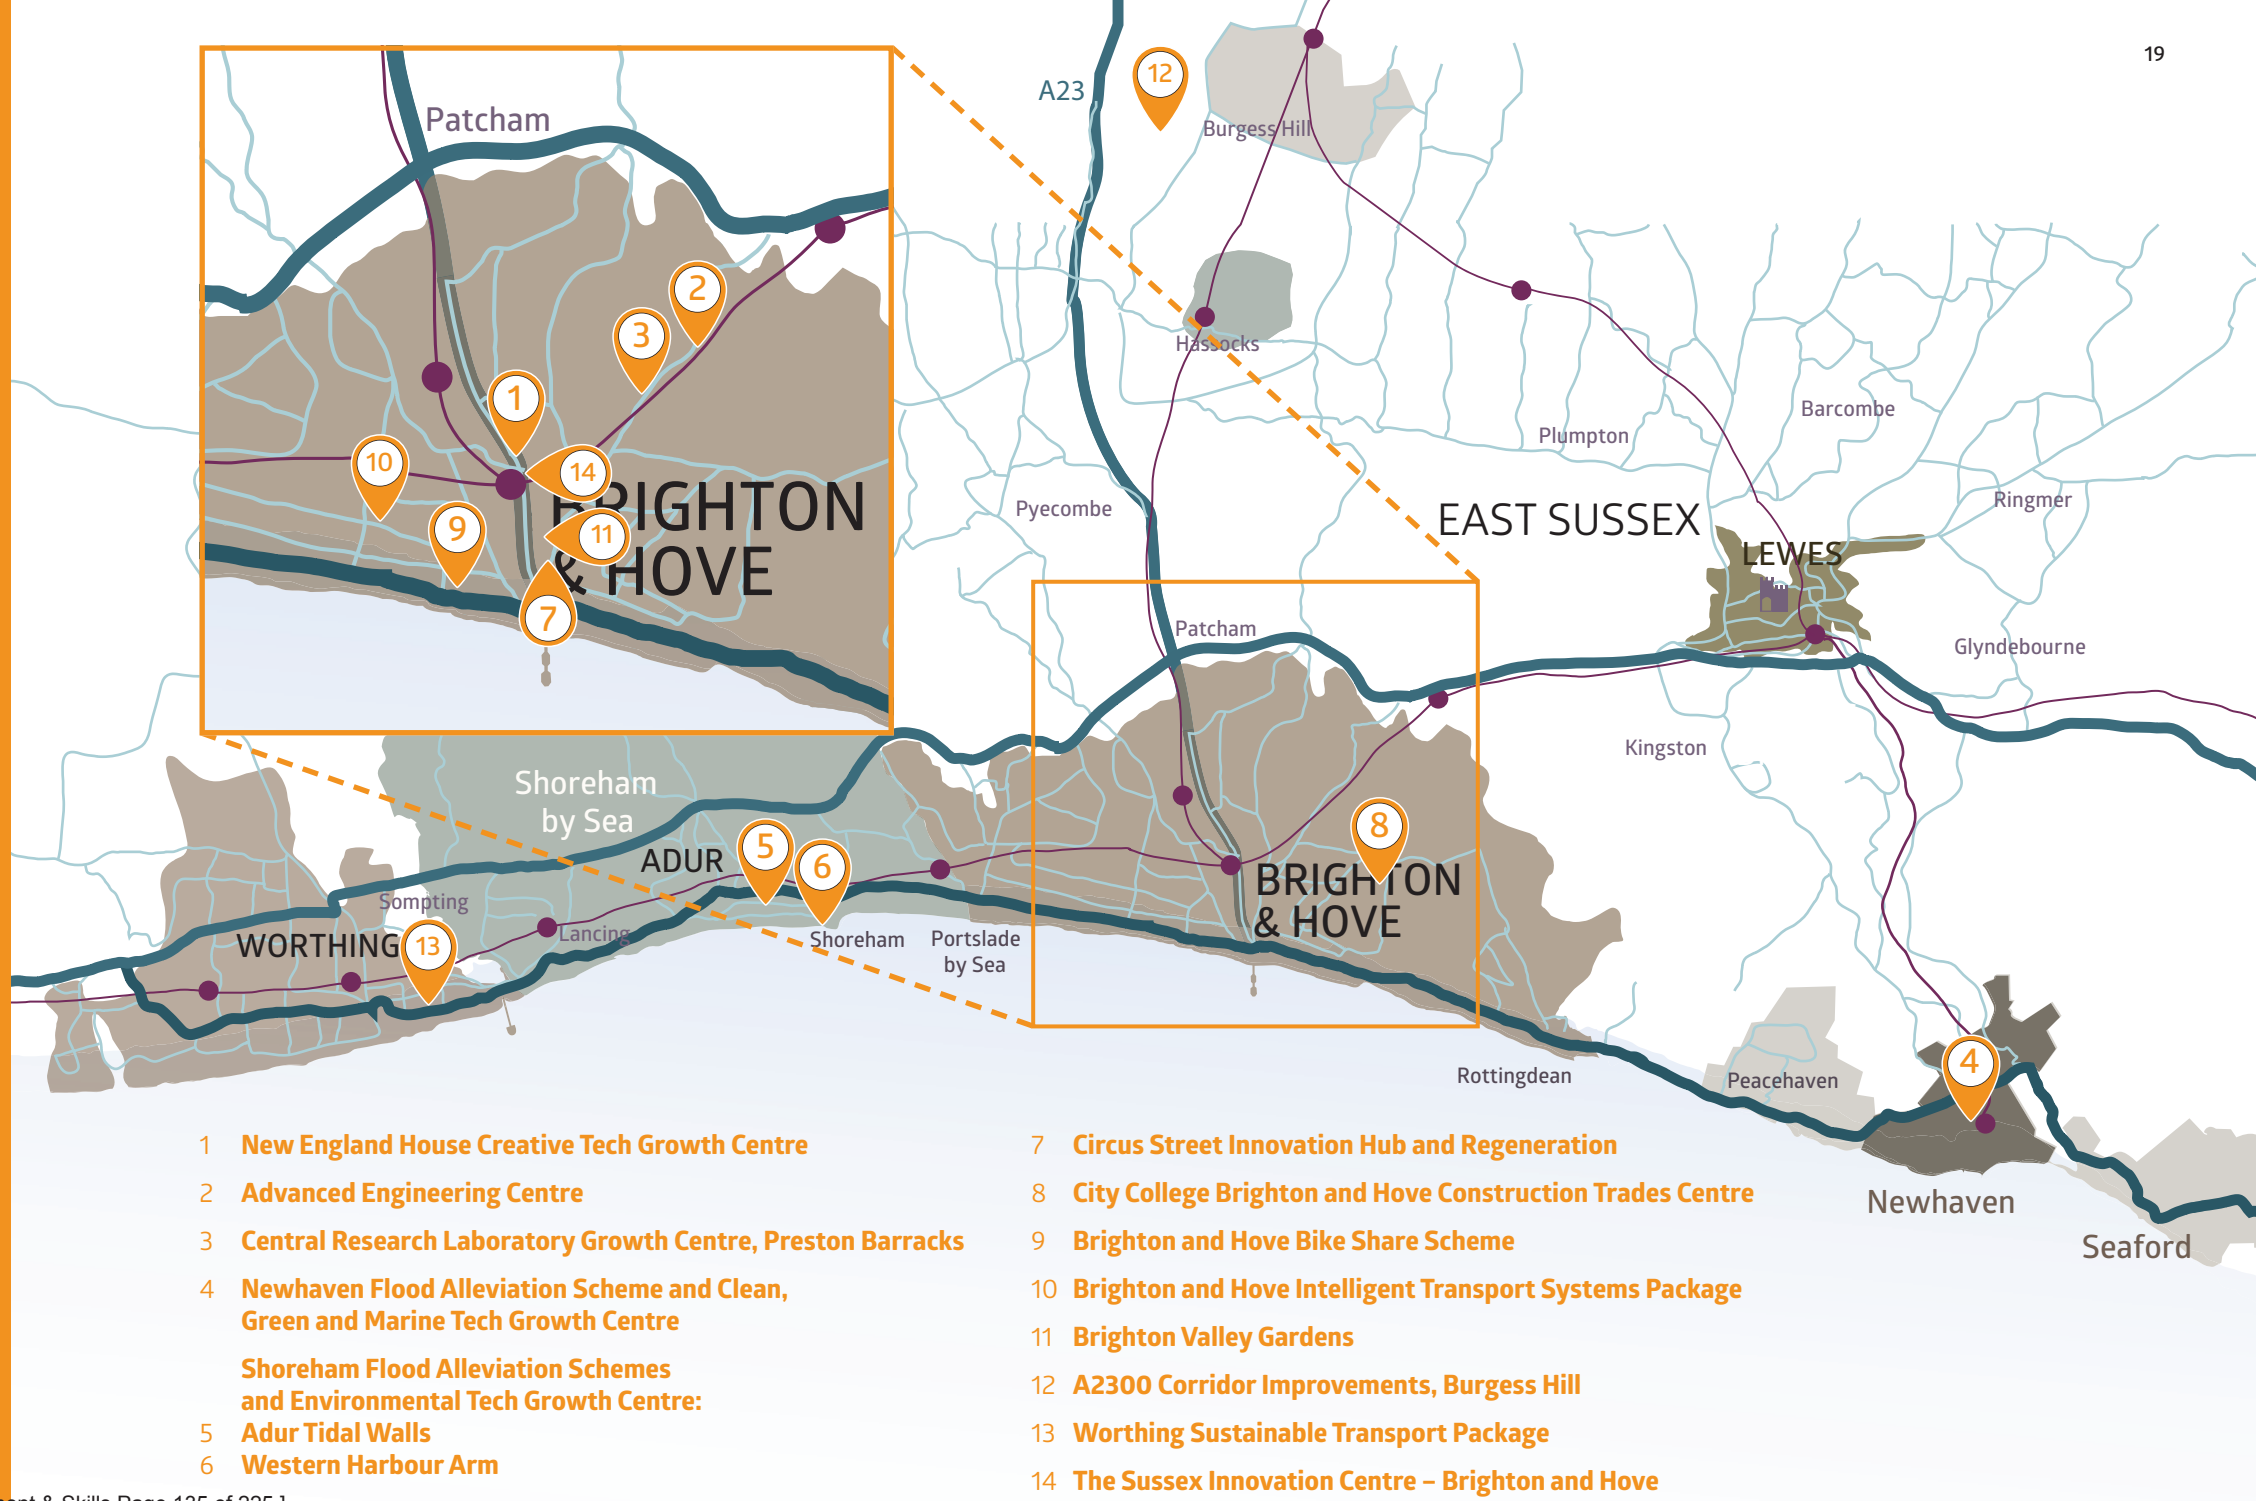 19
A23
12
Burgess Hill
Patcham
2
3
1
10
14
9
11
7
BRIGHTON
& HOVE
Hassocks
Plumpton
Barcombe
Ringmer
Pyecombe
EAST SUSSEX
LEWES
Patcham
Glyndebourne
Kingston
Shoreham
by Sea
ADUR
5
6
8
BRIGHTON
& HOVE
Sompting
WORTHING
13
Lancing
Shoreham
Portslade
by Sea
Rottingdean
Peacehaven
4
Newhaven
Seaford
1 New England House Creative Tech Growth Centre
2 Advanced Engineering Centre
3 Central Research Laboratory Growth Centre, Preston Barracks
4 Newhaven Flood Alleviation Scheme and Clean,
Green and Marine Tech Growth Centre
Shoreham Flood Alleviation Schemes
and Environmental Tech Growth Centre:
5 Adur Tidal Walls
6 Western Harbour Arm
7 Circus Street Innovation Hub and Regeneration
8 City College Brighton and Hove Construction Trades Centre
9 Brighton and Hove Bike Share Scheme
10 Brighton and Hove Intelligent Transport Systems Package
11 Brighton Valley Gardens
12 A2300 Corridor Improvements, Burgess Hill
13 Worthing Sustainable Transport Package
14 The Sussex Innovation Centre – Brighton and Hove